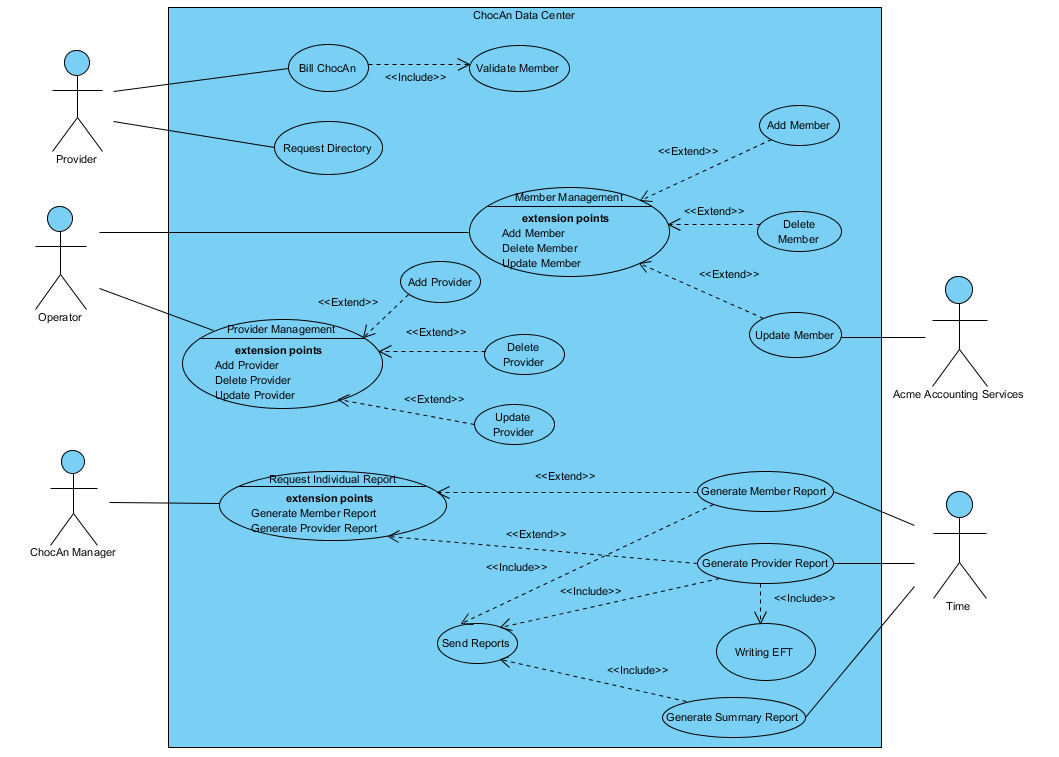 ChocAn Data Center
Bill ChocAn
<<Include>>
Validate Member
Provider
Request Directory
Add Member
<<Extend>>
Member Management
extension points
Add Member
Delete Member
Update Member
<<Extend>>
Delete
Member
Operator
<<Extend>>
Update Member
Acme Accounting Services
Add Provider
<<Extend>>
Provider Management
extension points
Add Provider
Delete Provider
Update Provider
<<Extend>>
Delete
Provider
<<Extend>>
Update
Provider
ChocAn Manager
Request Individual Report
extension points
Generate Member Report
Generate Provider Report
<<Extend>>
Generate Member Report
<<Extend>>
Generate Provider Report
Time
<<Include>>
<<Include>>
<<Include>>
Send Reports
Writing EFT
<<Include>>
Generate Summary Report